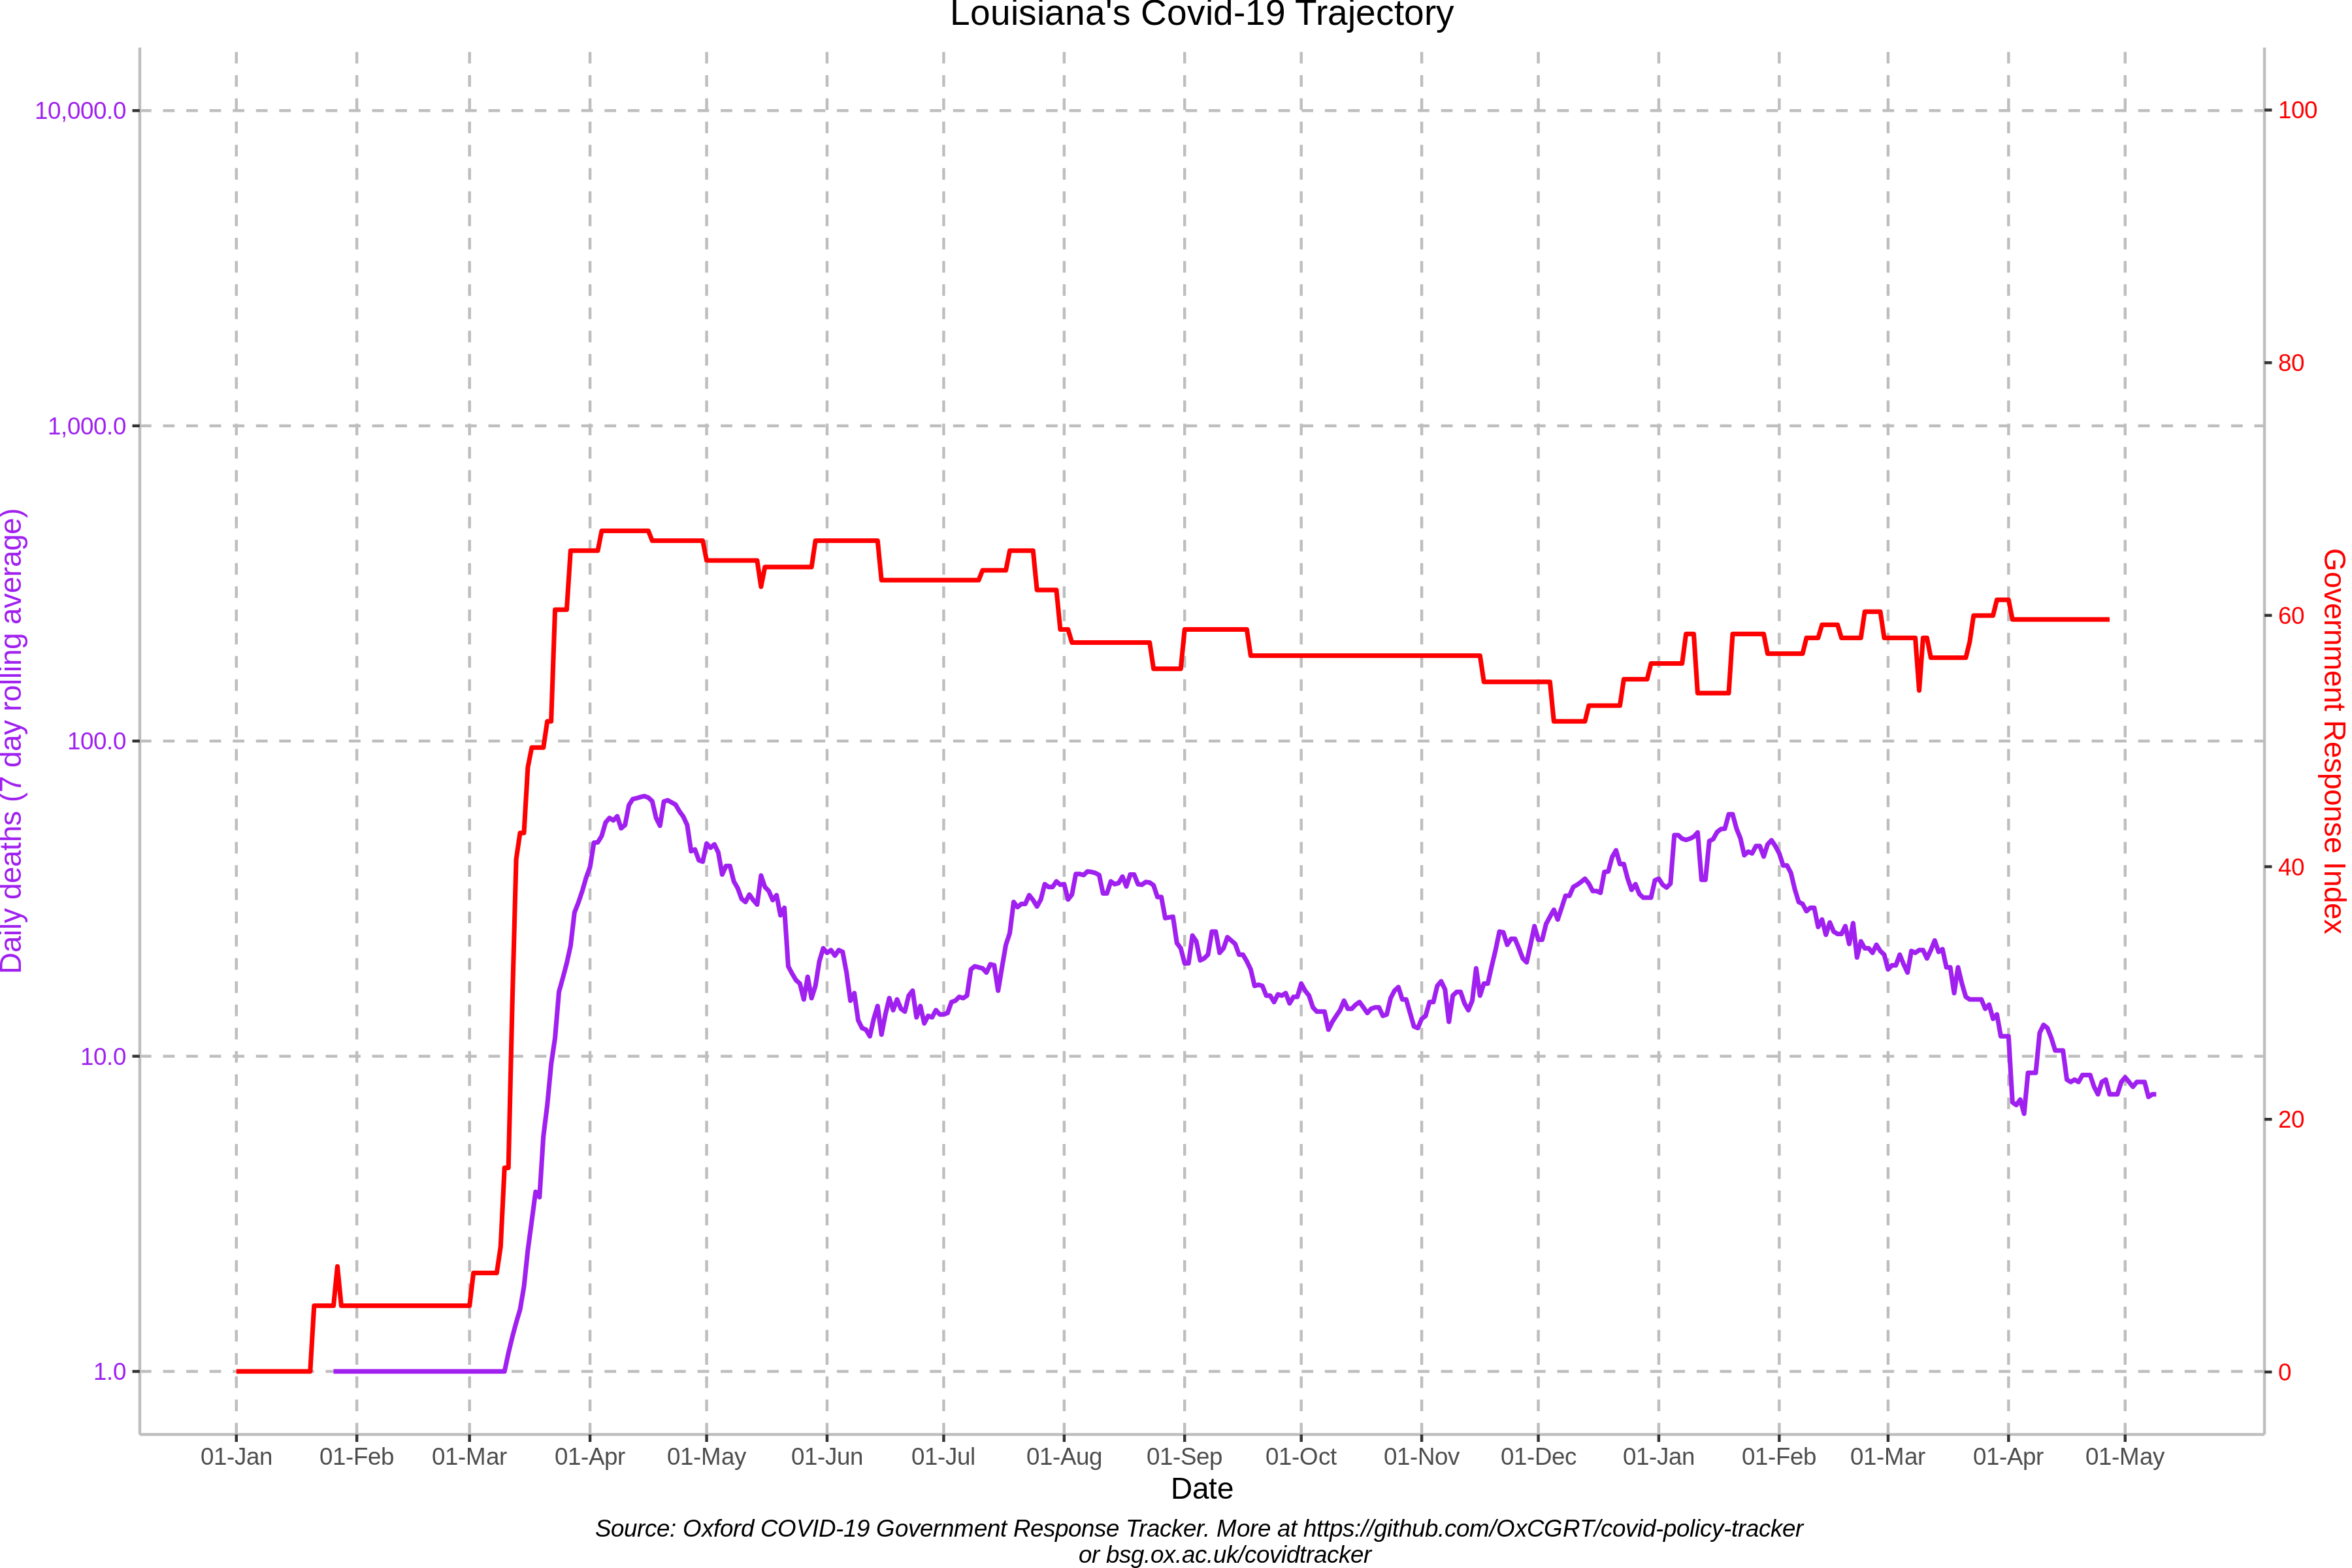 Louisiana's Covid-19 Trajectory
10,000.0
1,000.0
100.0
10.0
1.0
Daily deaths (7 day rolling average)
100
80
60
40
20
0
Government Response Index
01-Jan 01-Feb 01-Mar 01-Apr 01-May 01-Jun 01-Jul 01-Aug 01-Sep 01-Oct 01-Nov 01-Dec 01-Jan 01-Feb 01-Mar 01-Apr 01-May
Date
Source: Oxford COVID-19 Government Response Tracker. More at https://github.com/OxCGRT/covid-policy-tracker
or bsg.ox.ac.uk/covidtracker